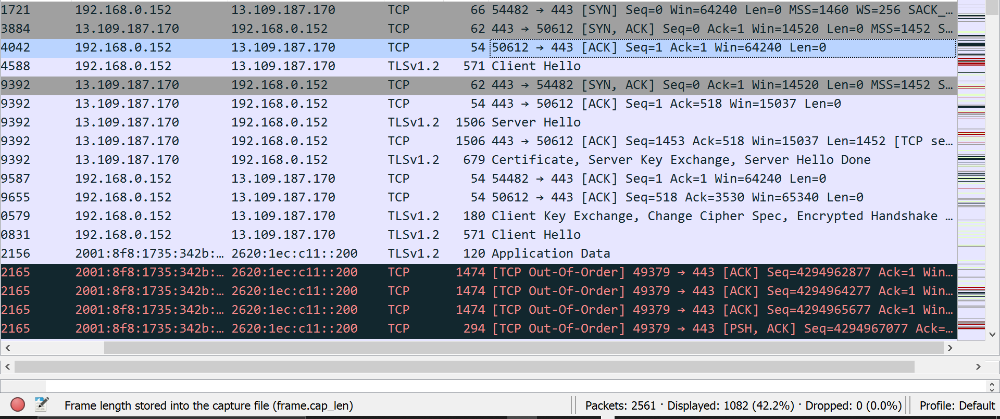 1721 192.168.0.152 13.109.187.170 TCP 66 54482 → 443 [SYN] Seq=0 Win=64240 Len=0 MSS=1460 WS=256 SACK_…
3884 13.109.187.170 192.168.0.152 TCP 62 443 → 50612 [SYN, ACK] Seq=0 Ack=1 Win=14520 Len=0 MSS=1452 S…
4042 192.168.0.152 13.109.187.170 TCP 54 50612 → 443 [ACK] Seq=1 Ack=1 Win=64240 Len=0
4588 192.168.0.152 13.109.187.170 TLSv1.2 571 Client Hello
9392 13.109.187.170 192.168.0.152 TCP 62 443 → 54482 [SYN, ACK] Seq=0 Ack=1 Win=14520 Len=0 MSS=1452 S…
9392 13.109.187.170 192.168.0.152 TCP 54 443 → 50612 [ACK] Seq=1 Ack=518 Win=15037 Len=0
9392 13.109.187.170 192.168.0.152 TLSv1.2 1506 Server Hello
9392 13.109.187.170 192.168.0.152 TCP 1506 443 → 50612 [ACK] Seq=1453 Ack=518 Win=15037 Len=1452 [TCP se…
9392 13.109.187.170 192.168.0.152 TLSv1.2 679 Certificate, Server Key Exchange, Server Hello Done
9587 192.168.0.152 13.109.187.170 TCP 54 54482 → 443 [ACK] Seq=1 Ack=1 Win=64240 Len=0
9655 192.168.0.152 13.109.187.170 TCP 54 50612 → 443 [ACK] Seq=518 Ack=3530 Win=65340 Len=0
0579 192.168.0.152 13.109.187.170 TLSv1.2 180 Client Key Exchange, Change Cipher Spec, Encrypted Handshake …
0831 192.168.0.152 13.109.187.170 TLSv1.2 571 Client Hello
2156 2001:8f8:1735:342b:… 2620:1ec:c11::200 TLSv1.2 120 Application Data
2165 2001:8f8:1735:342b:… 2620:1ec:c11::200 TCP 1474 [TCP Out-Of-Order] 49379 → 443 [ACK] Seq=4294962877 Ack=1 Win…
2165 2001:8f8:1735:342b:… 2620:1ec:c11::200 TCP 1474 [TCP Out-Of-Order] 49379 → 443 [ACK] Seq=4294964277 Ack=1 Win…
2165 2001:8f8:1735:342b:… 2620:1ec:c11::200 TCP 1474 [TCP Out-Of-Order] 49379 → 443 [ACK] Seq=4294965677 Ack=1 Win…
2165 2001:8f8:1735:342b:… 2620:1ec:c11::200 TCP 294 [TCP Out-Of-Order] 49379 → 443 [PSH, ACK] Seq=4294967077 Ack=…
Frame length stored into the capture file (frame.cap_len) Packets: 2561 · Displayed: 1082 (42.2%) · Dropped: 0 (0.0%) Profile: Default